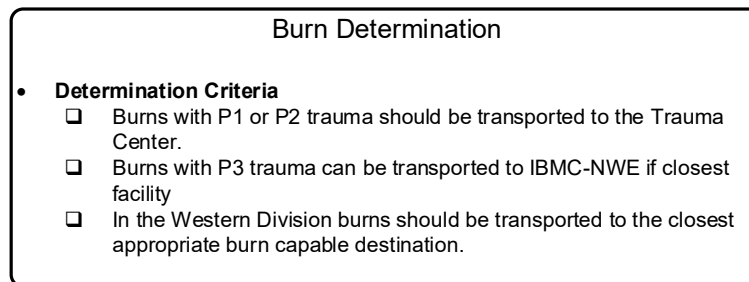 Burn Determination
• Determination Criteria
❑ Burns with P1 or P2 trauma should be transported to the Trauma
Center.
❑ Burns with P3 trauma can be transported to IBMC-NWE if closest
facility
❑ In the Western Division burns should be transported to the closest
appropriate burn capable destination.